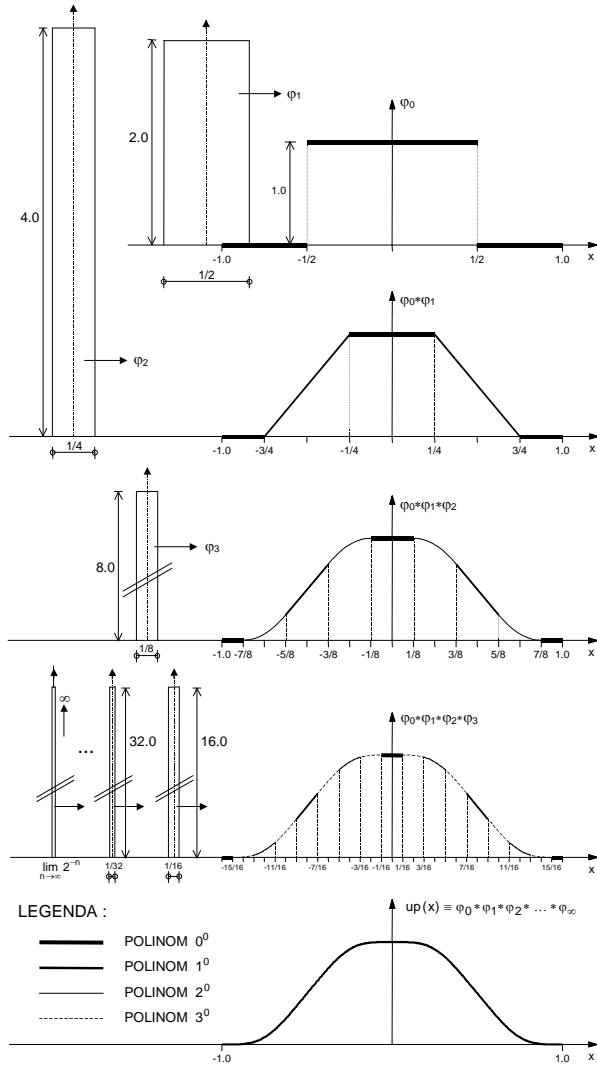 4.0
φ₂
1/4
2.0
φ₁
1/2
φ₀
1.0
-1.0 -1/2 1/2 1.0
x
φ₀*φ₁
-1.0 -3/4 -1/4 1/4 3/4 1.0
x
8.0
φ₃
1/8
φ₀*φ₁*φ₂
-1.0 -7/8 -5/8 -3/8 -1/8 1/8 3/8 5/8 7/8 1.0
x
∞
...
32.0
16.0
lim 2⁻ⁿ
n→∞
1/32
1/16
φ₀*φ₁*φ₂*φ₃
-15/16 -11/16 -7/16 -3/16 -1/16 1/16 3/16 7/16 11/16 15/16
x
LEGENDA :
POLINOM 0⁰
POLINOM 1⁰
POLINOM 2⁰
POLINOM 3⁰
up(x) ≡ φ₀*φ₁*φ₂* ... *φ∞
-1.0 1.0
x